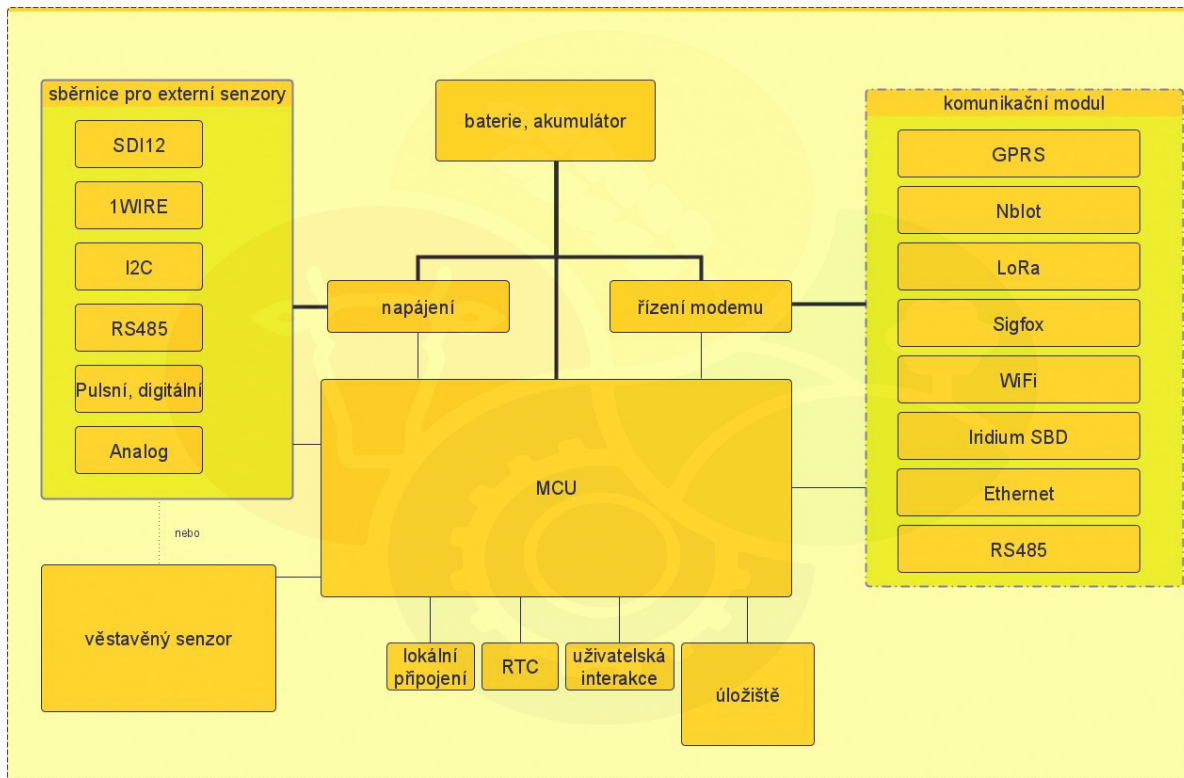 sběrnice pro externí senzory
SDI12
1WIRE
I2C
RS485
Pulsní, digitální
Analog
nebo
věstavěný senzor
baterie, akumulátor
napájení
řízení modemu
MCU
lokální
připojení
RTC
uživatelská
interakce
úložiště
komunikační modul
GPRS
NbIot
LoRa
Sigfox
WiFi
Iridium SBD
Ethernet
RS485